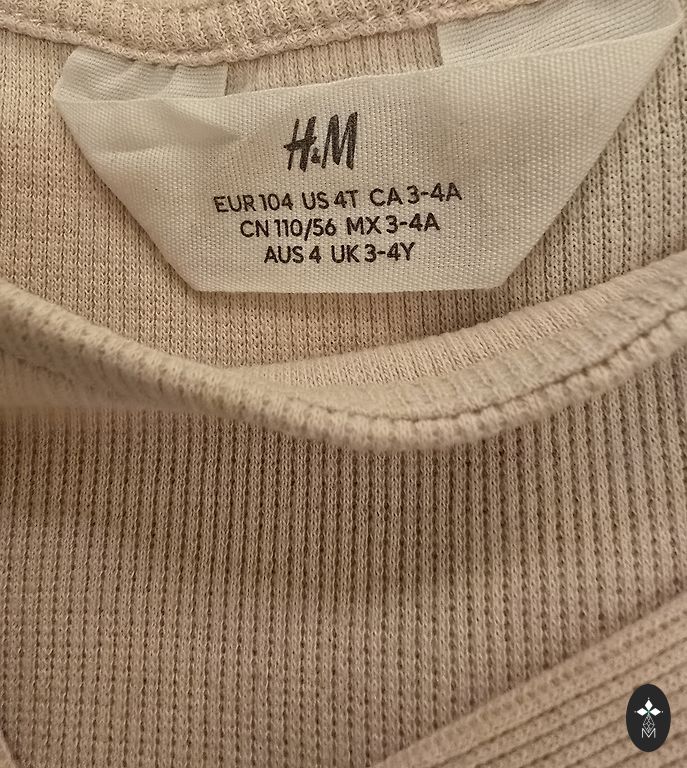 H&M
EUR 104 US 4T CA 3-4A
CN 110/56 MX 3-4A
AUS 4 UK 3-4Y
M